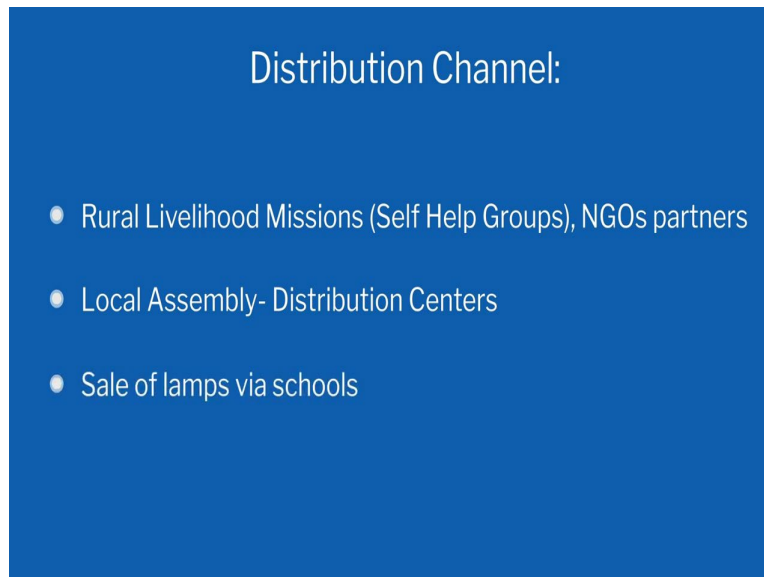 Distribution Channel:
Rural Livelihood Missions (Self Help Groups), NGOs partners
Local Assembly- Distribution Centers
Sale of lamps via schools